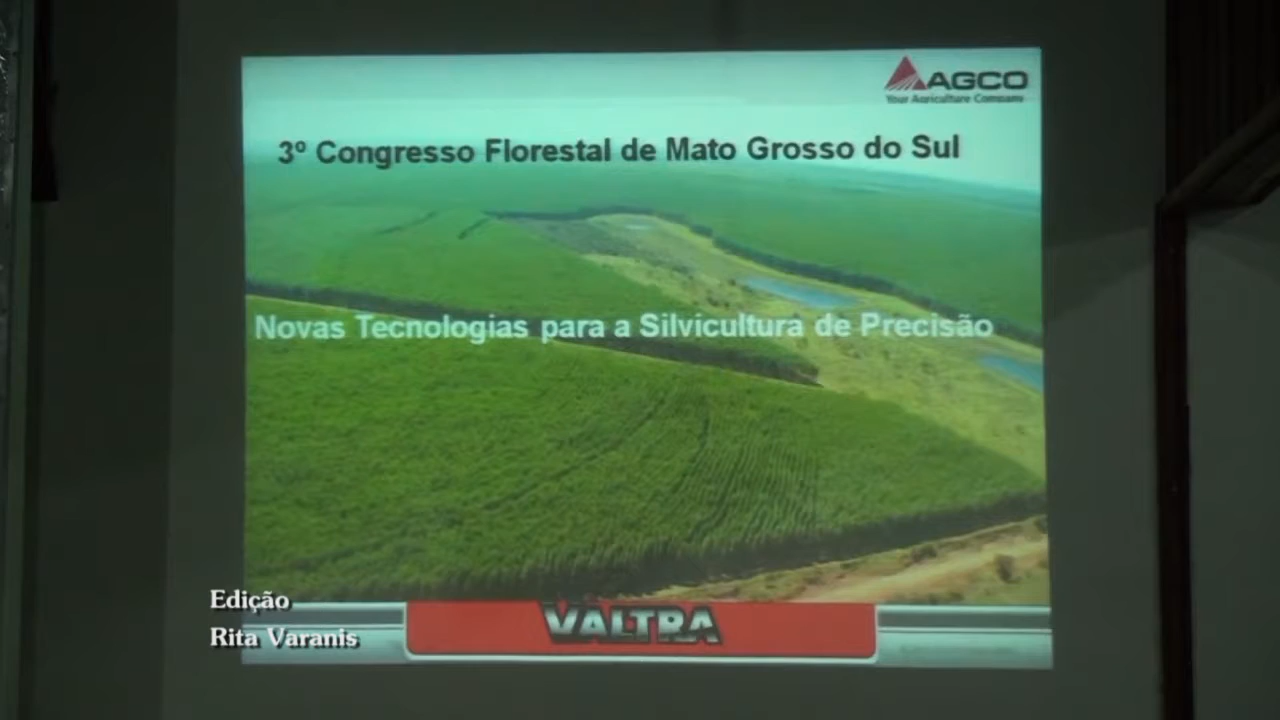 AGCO
Your Agriculture Company
3º Congresso Florestal de Mato Grosso do Sul
Novas Tecnologias para a Silvicultura de Precisão
VALTRA
Edição
Rita Varanis